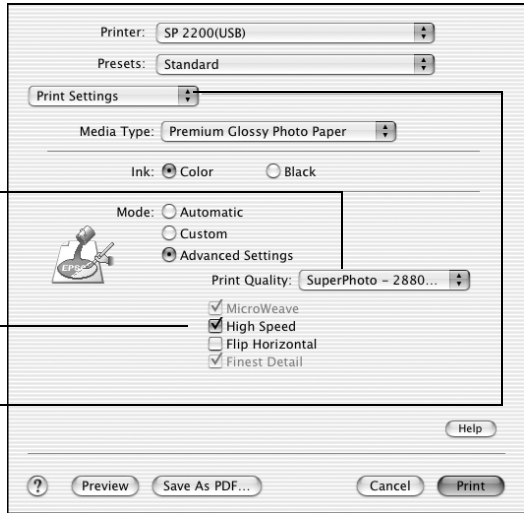 Printer: SP 2200(USB)
Presets: Standard
Print Settings
Media Type: Premium Glossy Photo Paper
Ink: Color Black
Mode: Automatic
Custom
Advanced Settings
EPSO
Print Quality: SuperPhoto - 2880...
MicroWeave
High Speed
Flip Horizontal
Finest Detail
Help
? Preview Save As PDF... Cancel Print